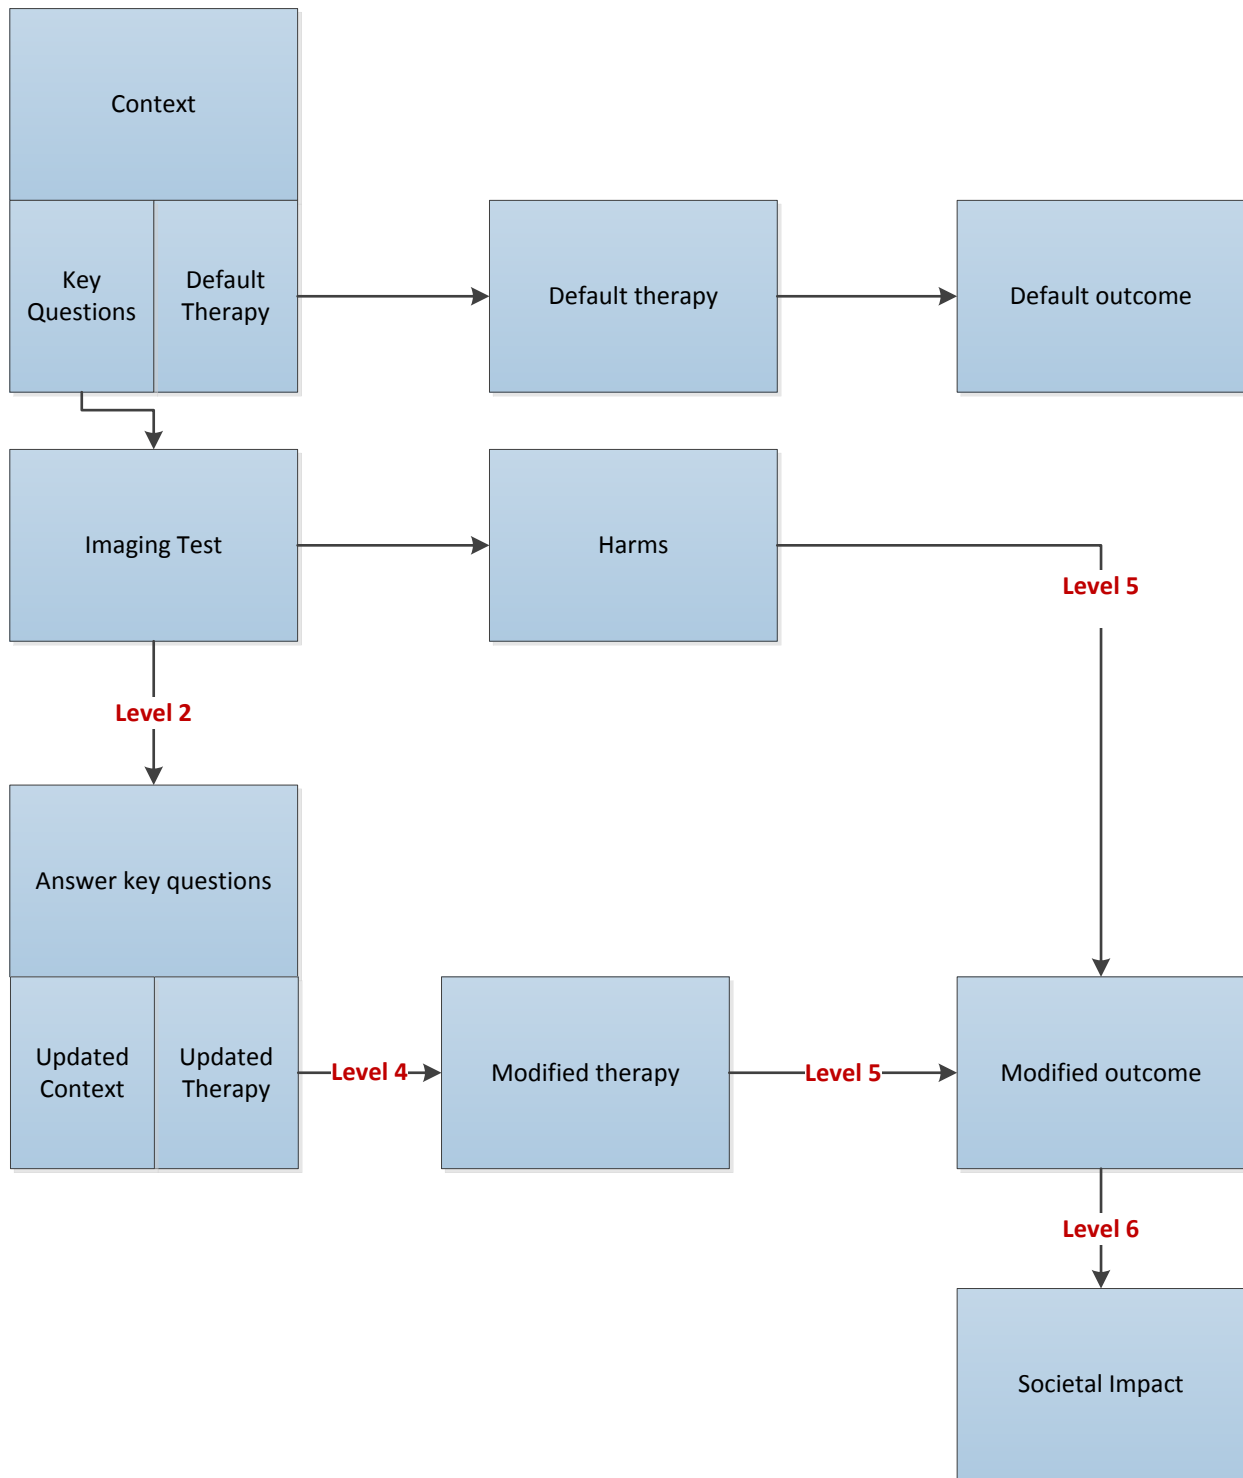 Context
Key
Questions
Default
Therapy
Default therapy
Default outcome
Imaging Test
Harms
Level 5
Level 2
Answer key questions
Updated
Context
Updated
Therapy
Level 4
Modified therapy
Level 5
Modified outcome
Level 6
Societal Impact